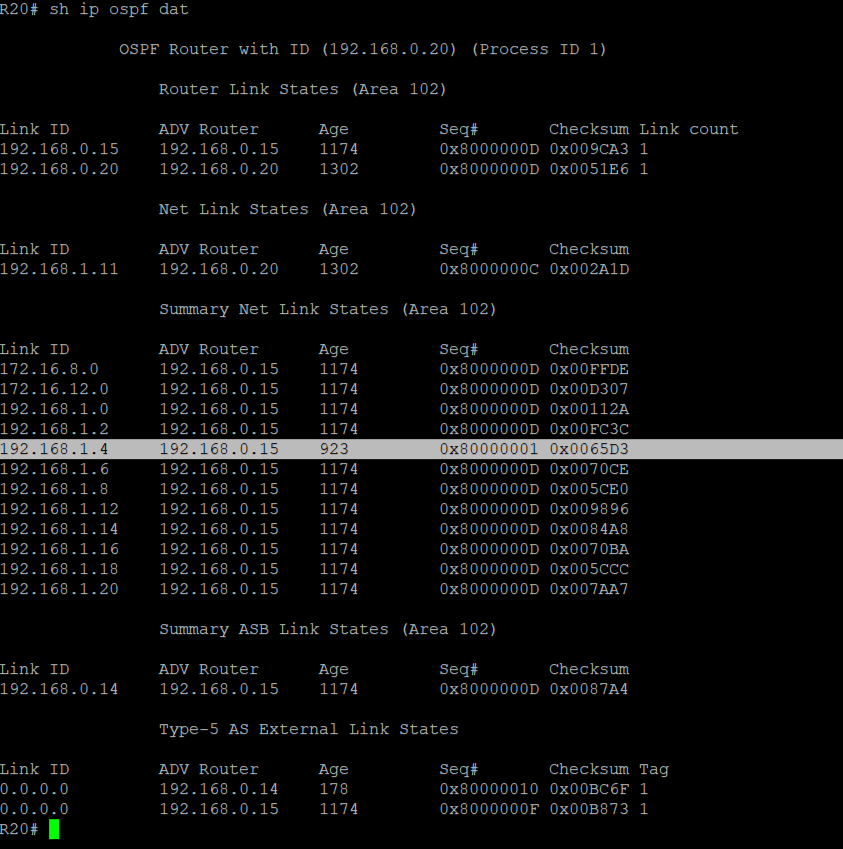 R20# sh ip ospf dat
OSPF Router with ID (192.168.0.20) (Process ID 1)
Router Link States (Area 102)
Link ID ADV Router Age Seq# Checksum Link count
192.168.0.15 192.168.0.15 1174 0x8000000D 0x009CA3 1
192.168.0.20 192.168.0.20 1302 0x8000000D 0x0051E6 1
Net Link States (Area 102)
Link ID ADV Router Age Seq# Checksum
192.168.1.11 192.168.0.20 1302 0x8000000C 0x002A1D
Summary Net Link States (Area 102)
Link ID ADV Router Age Seq# Checksum
172.16.8.0 192.168.0.15 1174 0x8000000D 0x00FFDE
172.16.12.0 192.168.0.15 1174 0x8000000D 0x00D307
192.168.1.0 192.168.0.15 1174 0x8000000D 0x00112A
192.168.1.2 192.168.0.15 1174 0x8000000D 0x00FC3C
192.168.1.4 192.168.0.15 923 0x80000001 0x0065D3
192.168.1.6 192.168.0.15 1174 0x8000000D 0x0070CE
192.168.1.8 192.168.0.15 1174 0x8000000D 0x005CE0
192.168.1.12 192.168.0.15 1174 0x8000000D 0x009896
192.168.1.14 192.168.0.15 1174 0x8000000D 0x0084A8
192.168.1.16 192.168.0.15 1174 0x8000000D 0x0070BA
192.168.1.18 192.168.0.15 1174 0x8000000D 0x005CCC
192.168.1.20 192.168.0.15 1174 0x8000000D 0x007AA7
Summary ASB Link States (Area 102)
Link ID ADV Router Age Seq# Checksum
192.168.0.14 192.168.0.15 1174 0x8000000D 0x0087A4
Type-5 AS External Link States
Link ID ADV Router Age Seq# Checksum Tag
0.0.0.0 192.168.0.14 178 0x80000010 0x00BC6F 1
0.0.0.0 192.168.0.15 1174 0x8000000F 0x00B873 1
R20#